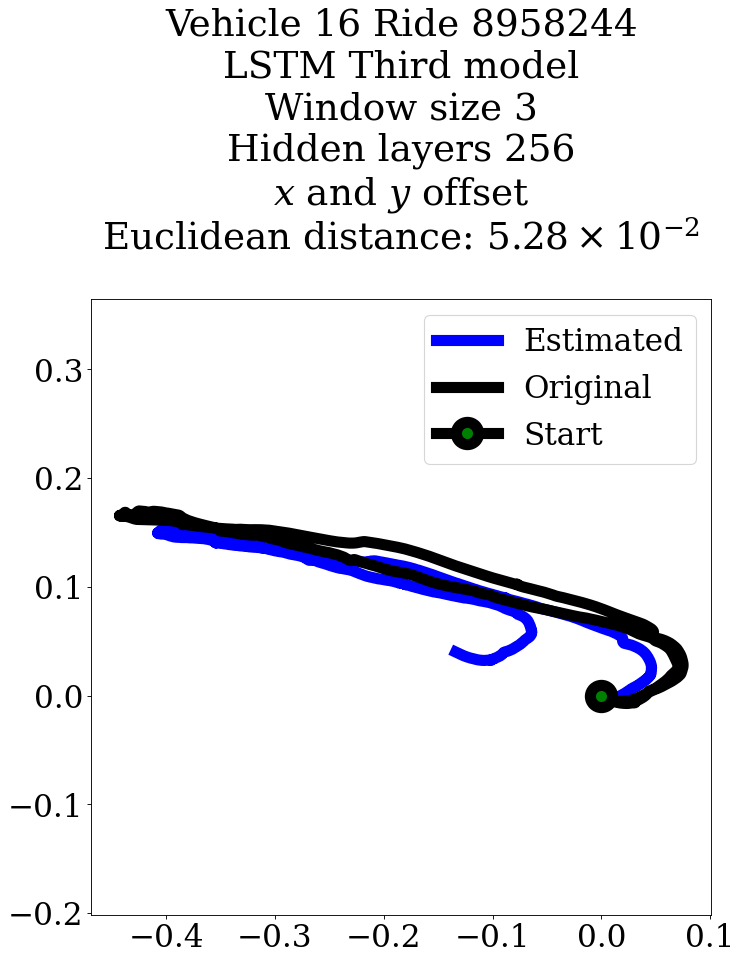 Vehicle 16 Ride 8958244
LSTM Third model
Window size 3
Hidden layers 256
x and y offset
Euclidean distance: 5.28 × 10⁻²
Estimated
Original
Start
0.3
0.2
0.1
0.0
−0.1
−0.2
−0.4 −0.3 −0.2 −0.1 0.0 0.1